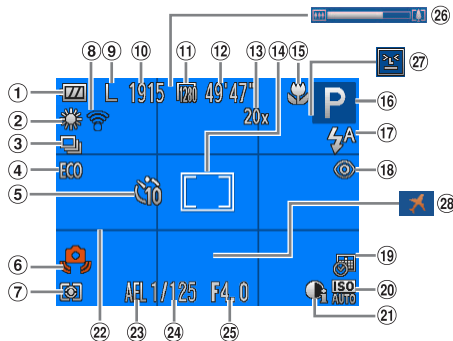 ⑧ ⑨ ⑩ ⑪ ⑫ ⑬ ⑭ ⑮ ㉖
① L 1915 1280 49'47" P ⑯ ㉗
② 20x
③ A ⑰
④ ECO ⑱
⑤ 10 ㉘
⑥ ⑲
⑦ AFL 1/125 F4.0 i ISO AUTO ⑳
㉒ ㉓ ㉔ ㉕ ㉑